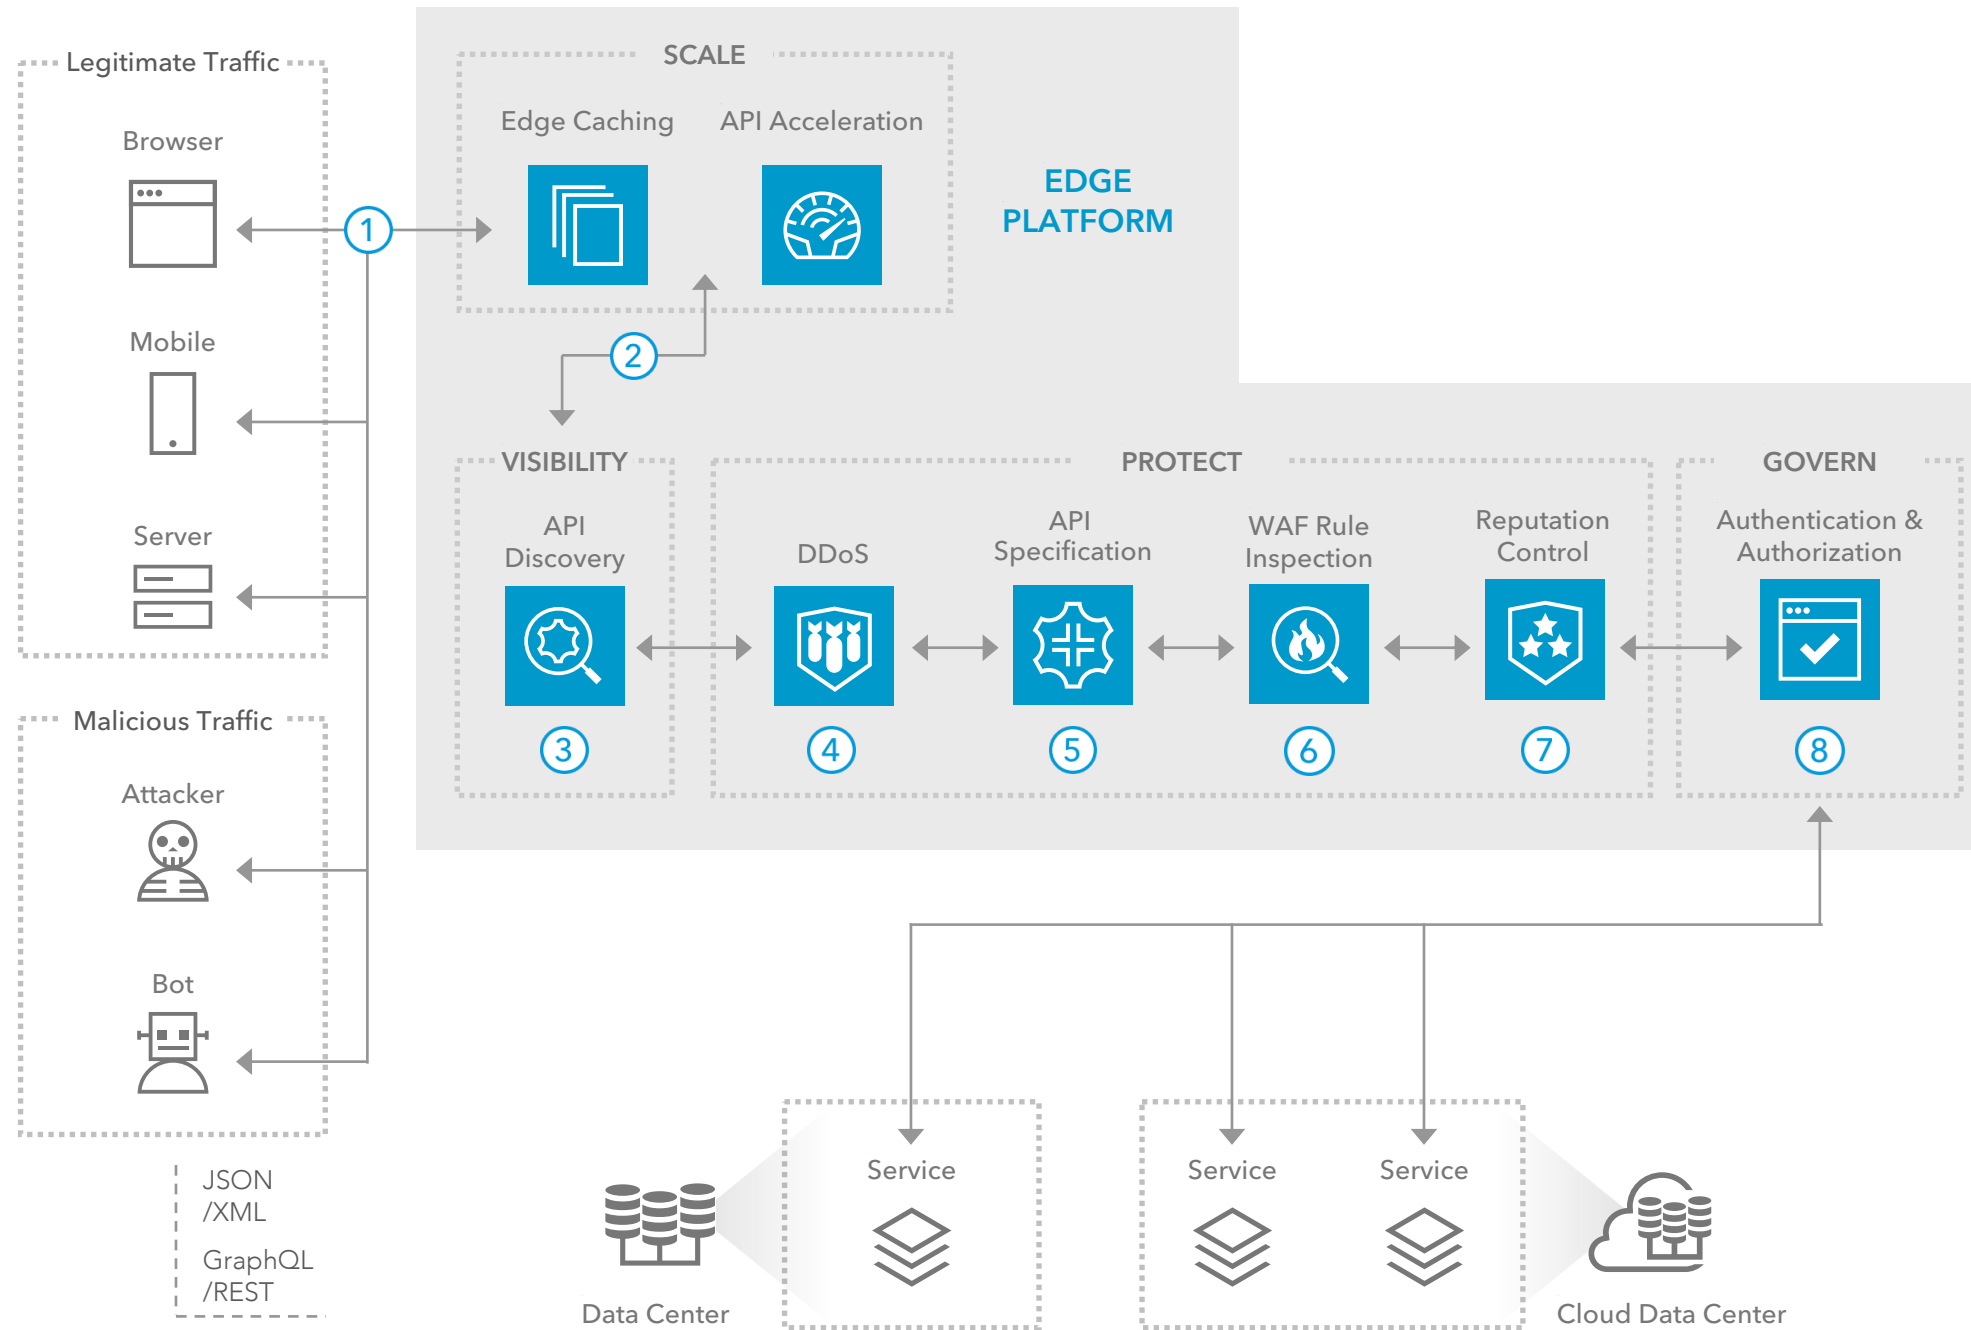 Legitimate Traffic
Browser
Mobile
Server
Malicious Traffic
Attacker
Bot
JSON
/XML
GraphQL
/REST
1
SCALE
Edge Caching
API Acceleration
EDGE
PLATFORM
2
VISIBILITY
API
Discovery
3
PROTECT
DDoS
4
API
Specification
5
WAF Rule
Inspection
6
Reputation
Control
7
GOVERN
Authentication &
Authorization
8
Data Center
Service
Service
Service
Cloud Data Center